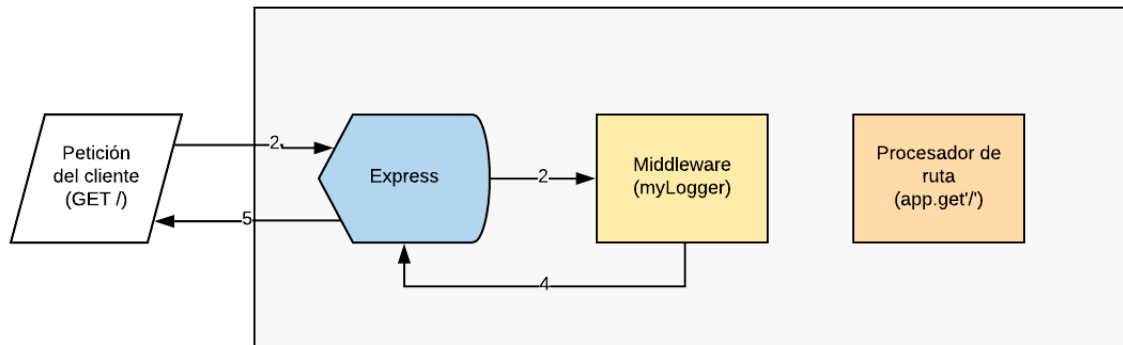 Petición
del cliente
(GET /)
2
5
Express
2
4
Middleware
(myLogger)
Procesador de
ruta
(app.get'/')